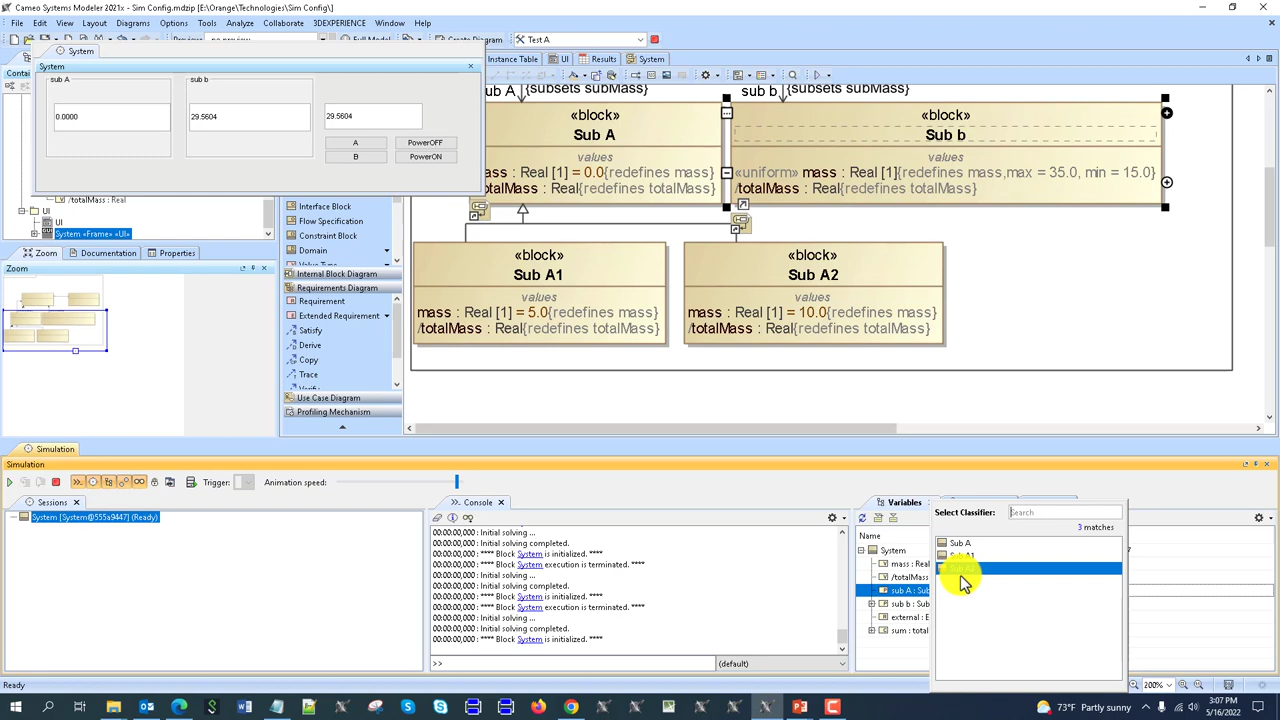 Cameo Systems Modeler 2021x - Sim Config.mdzip [E:\Orange\Technologies\Sim Config\]
File Edit View Layout Diagrams Options Tools Analyze Collaborate 3DEXPERIENCE Window Help
Create Diagram
Test A
System
Instance Table
UI
Results
System
System
sub A
sub b
0.0000
29.5604
29.5604
A
PowerOFF
B
PowerON
sub A
{subsets subMass}
sub b
{subsets subMass}
«block»
Sub A
values
mass : Real [1] = 0.0{redefines mass}
/totalMass : Real{redefines totalMass}
«block»
Sub b
values
«uniform» mass : Real [1]{redefines mass,max = 35.0, min = 15.0}
/totalMass : Real{redefines totalMass}
«block»
Sub A1
values
mass : Real [1] = 5.0{redefines mass}
/totalMass : Real{redefines totalMass}
«block»
Sub A2
values
mass : Real [1] = 10.0{redefines mass}
/totalMass : Real{redefines totalMass}
/totalMass : Real
UI
UI
System «Frame» «UI»
Zoom
Documentation
Properties
Zoom
Interface Block
Flow Specification
Constraint Block
Domain
Internal Block Diagram
Requirements Diagram
Requirement
Extended Requirement
Satisfy
Derive
Copy
Trace
Use Case Diagram
Profiling Mechanism
Simulation
Simulation
Trigger:
Animation speed:
Sessions
System [System@555a9447] (Ready)
Console
00:00:00,000 : Initial solving ...
00:00:00,000 : Initial solving completed.
00:00:00,000 : **** Block System is initialized. ****
00:00:00,000 : **** Block System execution is terminated. ****
00:00:00,000 : Initial solving ...
00:00:00,000 : Initial solving completed.
00:00:00,000 : **** Block System is initialized. ****
00:00:00,000 : **** Block System execution is terminated. ****
00:00:00,000 : Initial solving ...
00:00:00,000 : Initial solving completed.
00:00:00,000 : **** Block System is initialized. ****
>>
(default)
Variables
Name
System
mass : Real
/totalMass
sub A : Sub
sub b : Sub
external : E
sum : total
Select Classifier:
Search
3 matches
Sub A
Sub A1
Sub A2
Ready
200%
73°F Partly sunny
3:07 PM
5/16/2022